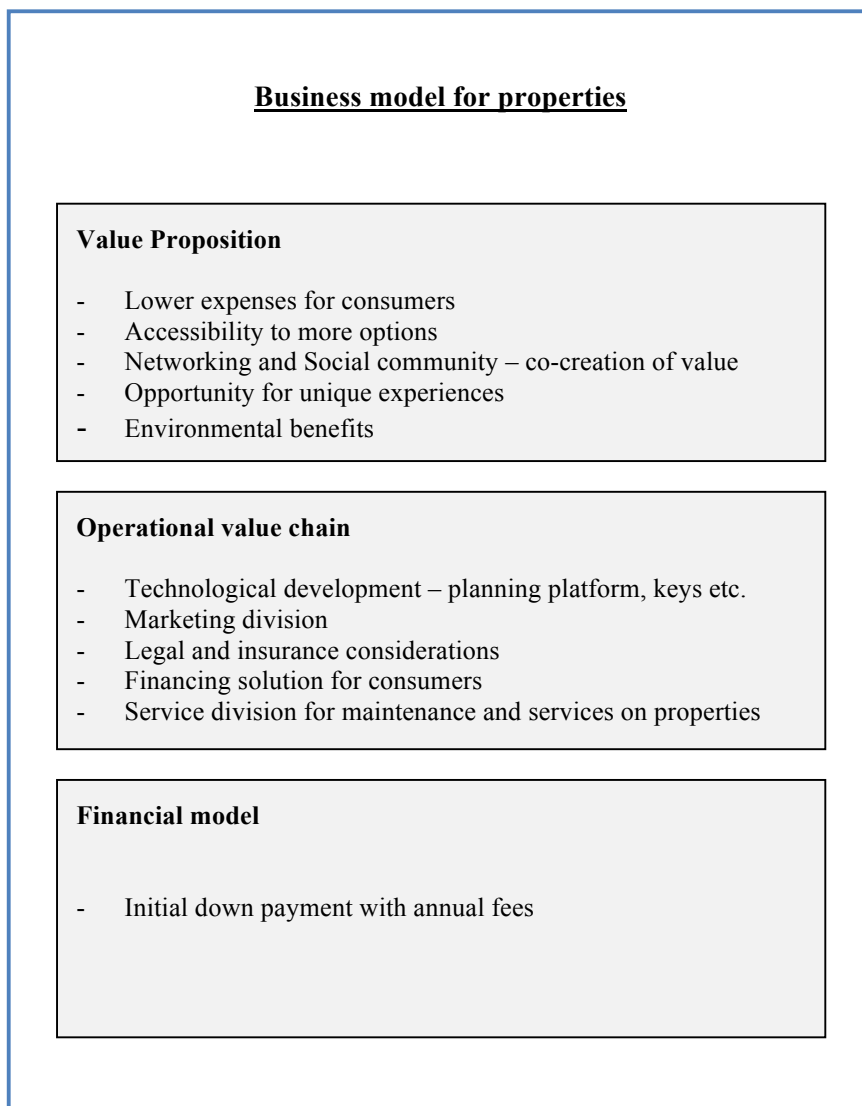 Business model for properties
Value Proposition
- Lower expenses for consumers
- Accessibility to more options
- Networking and Social community – co-creation of value
- Opportunity for unique experiences
- Environmental benefits
Operational value chain
- Technological development – planning platform, keys etc.
- Marketing division
- Legal and insurance considerations
- Financing solution for consumers
- Service division for maintenance and services on properties
Financial model
- Initial down payment with annual fees